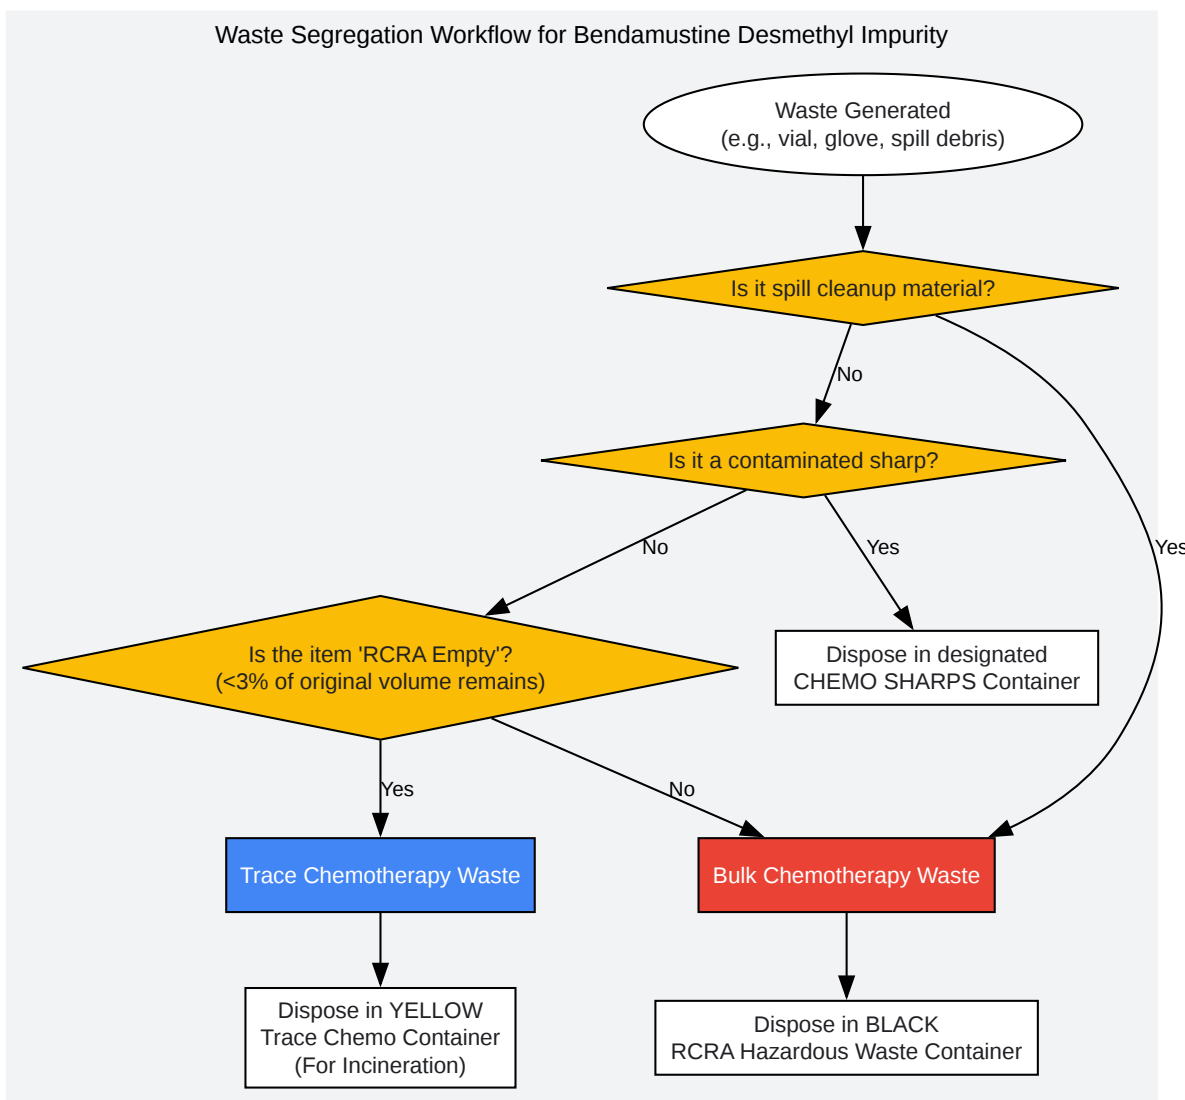 Waste Segregation Workflow for Bendamustine Desmethyl Impurity
Waste Generated
(e.g., vial, glove, spill debris)
Is it spill cleanup material?
No
Is it a contaminated sharp?
No
Yes
Yes
Is the item 'RCRA Empty'?
(<3% of original volume remains)
Dispose in designated
CHEMO SHARPS Container
Yes
No
Trace Chemotherapy Waste
Bulk Chemotherapy Waste
Dispose in YELLOW
Trace Chemo Container
(For Incineration)
Dispose in BLACK
RCRA Hazardous Waste Container